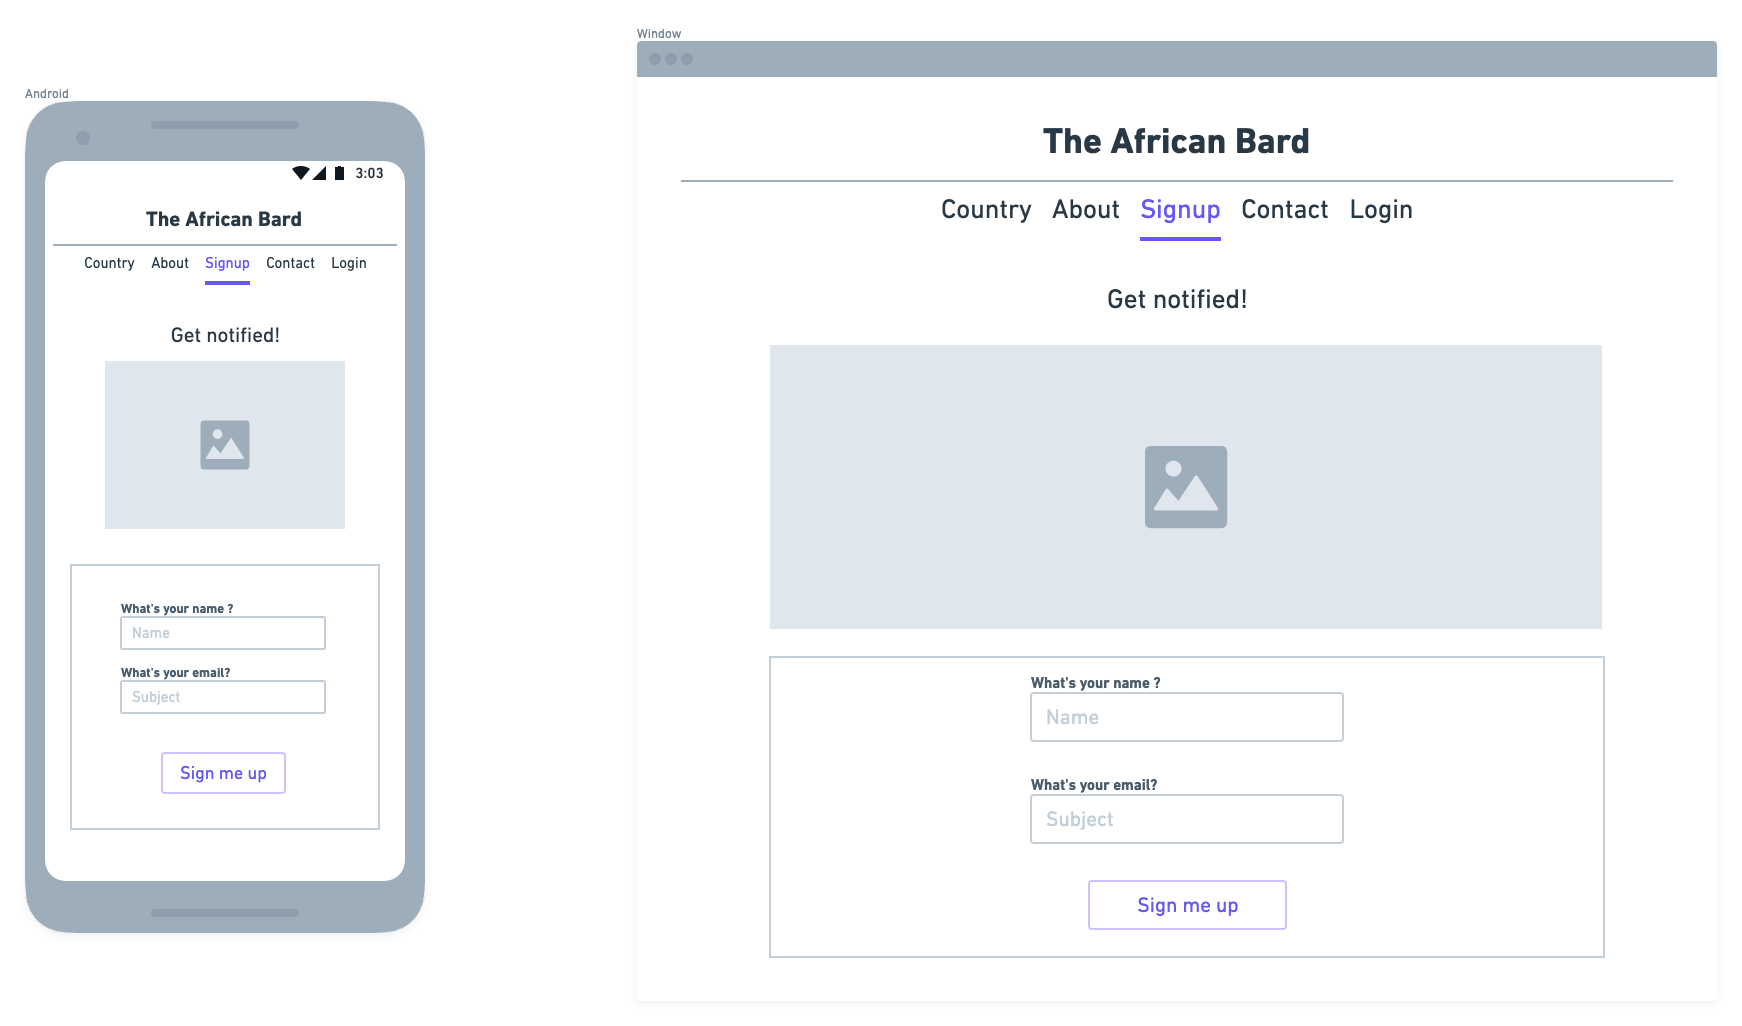 Android
3:03
The African Bard
Country About Signup Contact Login
Get notified!
What's your name ?
Name
What's your email?
Subject
Sign me up
Window
The African Bard
Country About Signup Contact Login
Get notified!
What's your name ?
Name
What's your email?
Subject
Sign me up